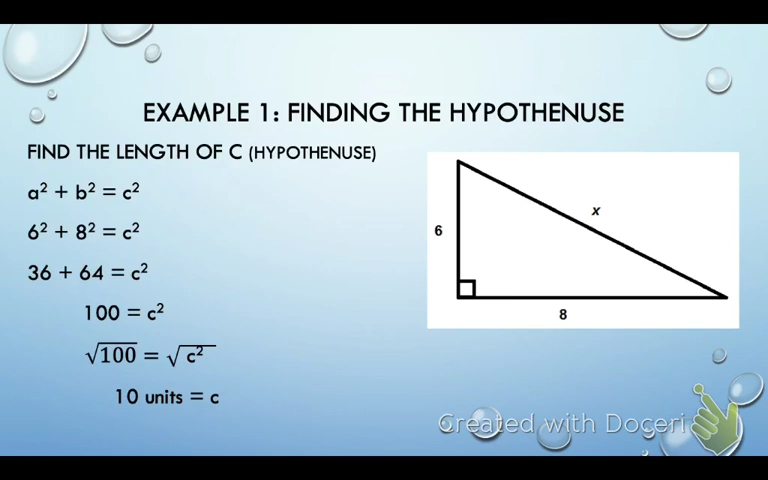 EXAMPLE 1: FINDING THE HYPOTHENUSE
FIND THE LENGTH OF C (HYPOTHENUSE)
a² + b² = c²
6² + 8² = c²
36 + 64 = c²
100 = c²
√100 = √c²
10 units = c
x
6
8
Created with Doceri